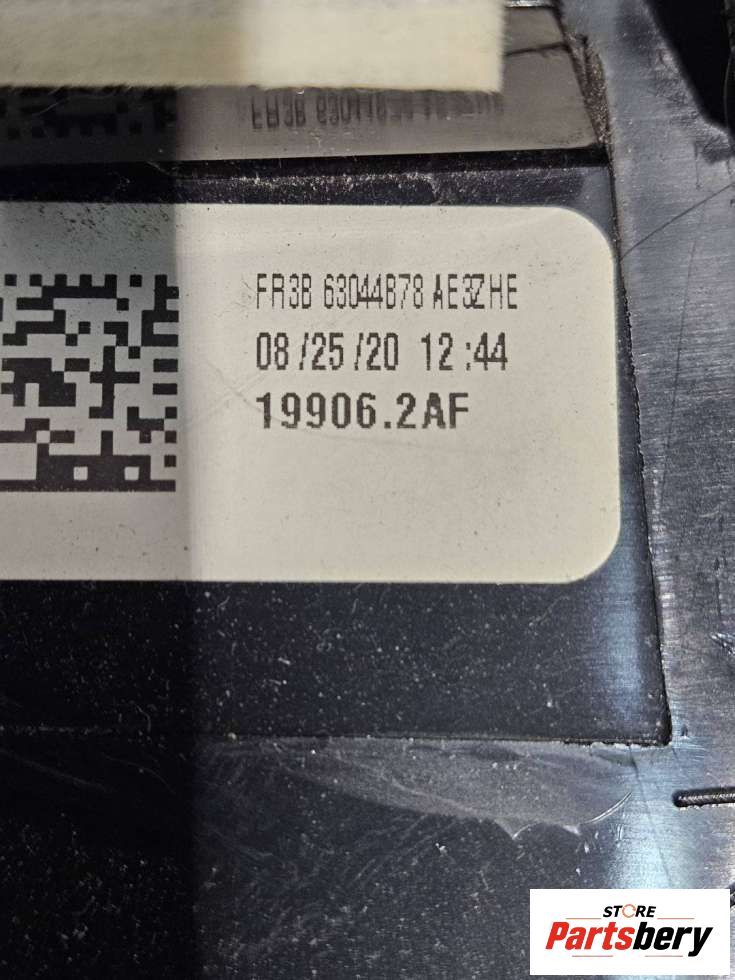 FR3B 63044B78 AE3ZHE
08/25/20 12:44
19906.2AF
STORE
Partsbery